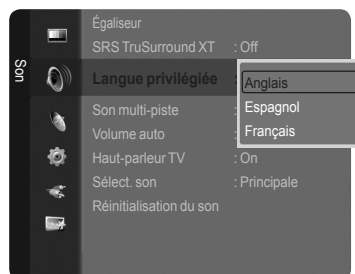 Son
Égaliseur
SRS TruSurround XT : Off
Langue privilégiée :
Anglais
Espagnol
Français
Son multi-piste :
Volume auto :
Haut-parleur TV : On
Sélect. son : Principale
Réinitialisation du son